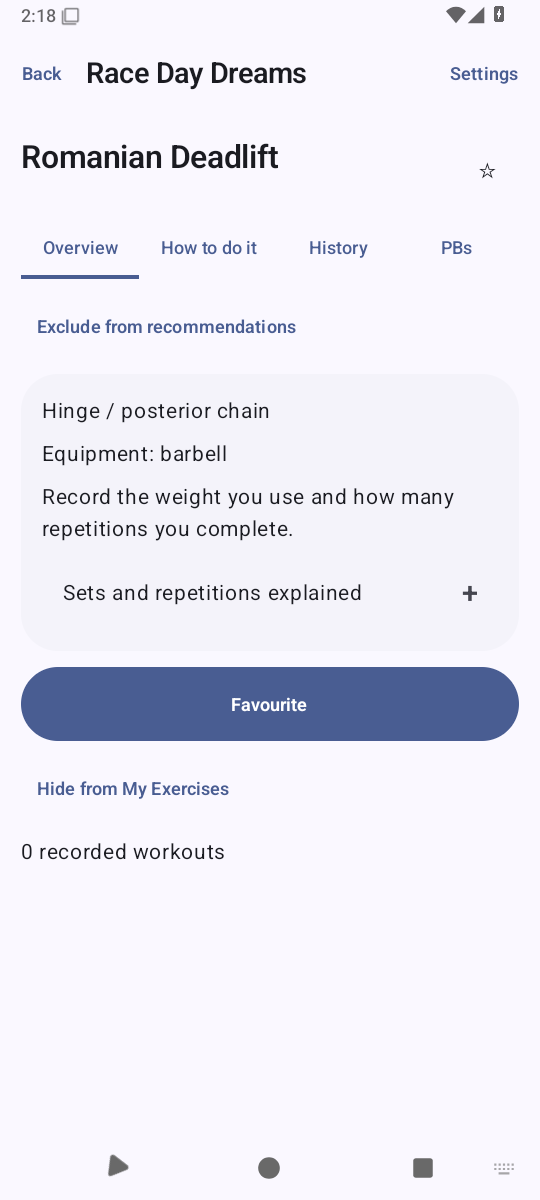 2:18
Back Race Day Dreams Settings
Romanian Deadlift
☆
Overview How to do it History PBs
Exclude from recommendations
Hinge / posterior chain
Equipment: barbell
Record the weight you use and how many
repetitions you complete.
Sets and repetitions explained +
Favourite
Hide from My Exercises
0 recorded workouts